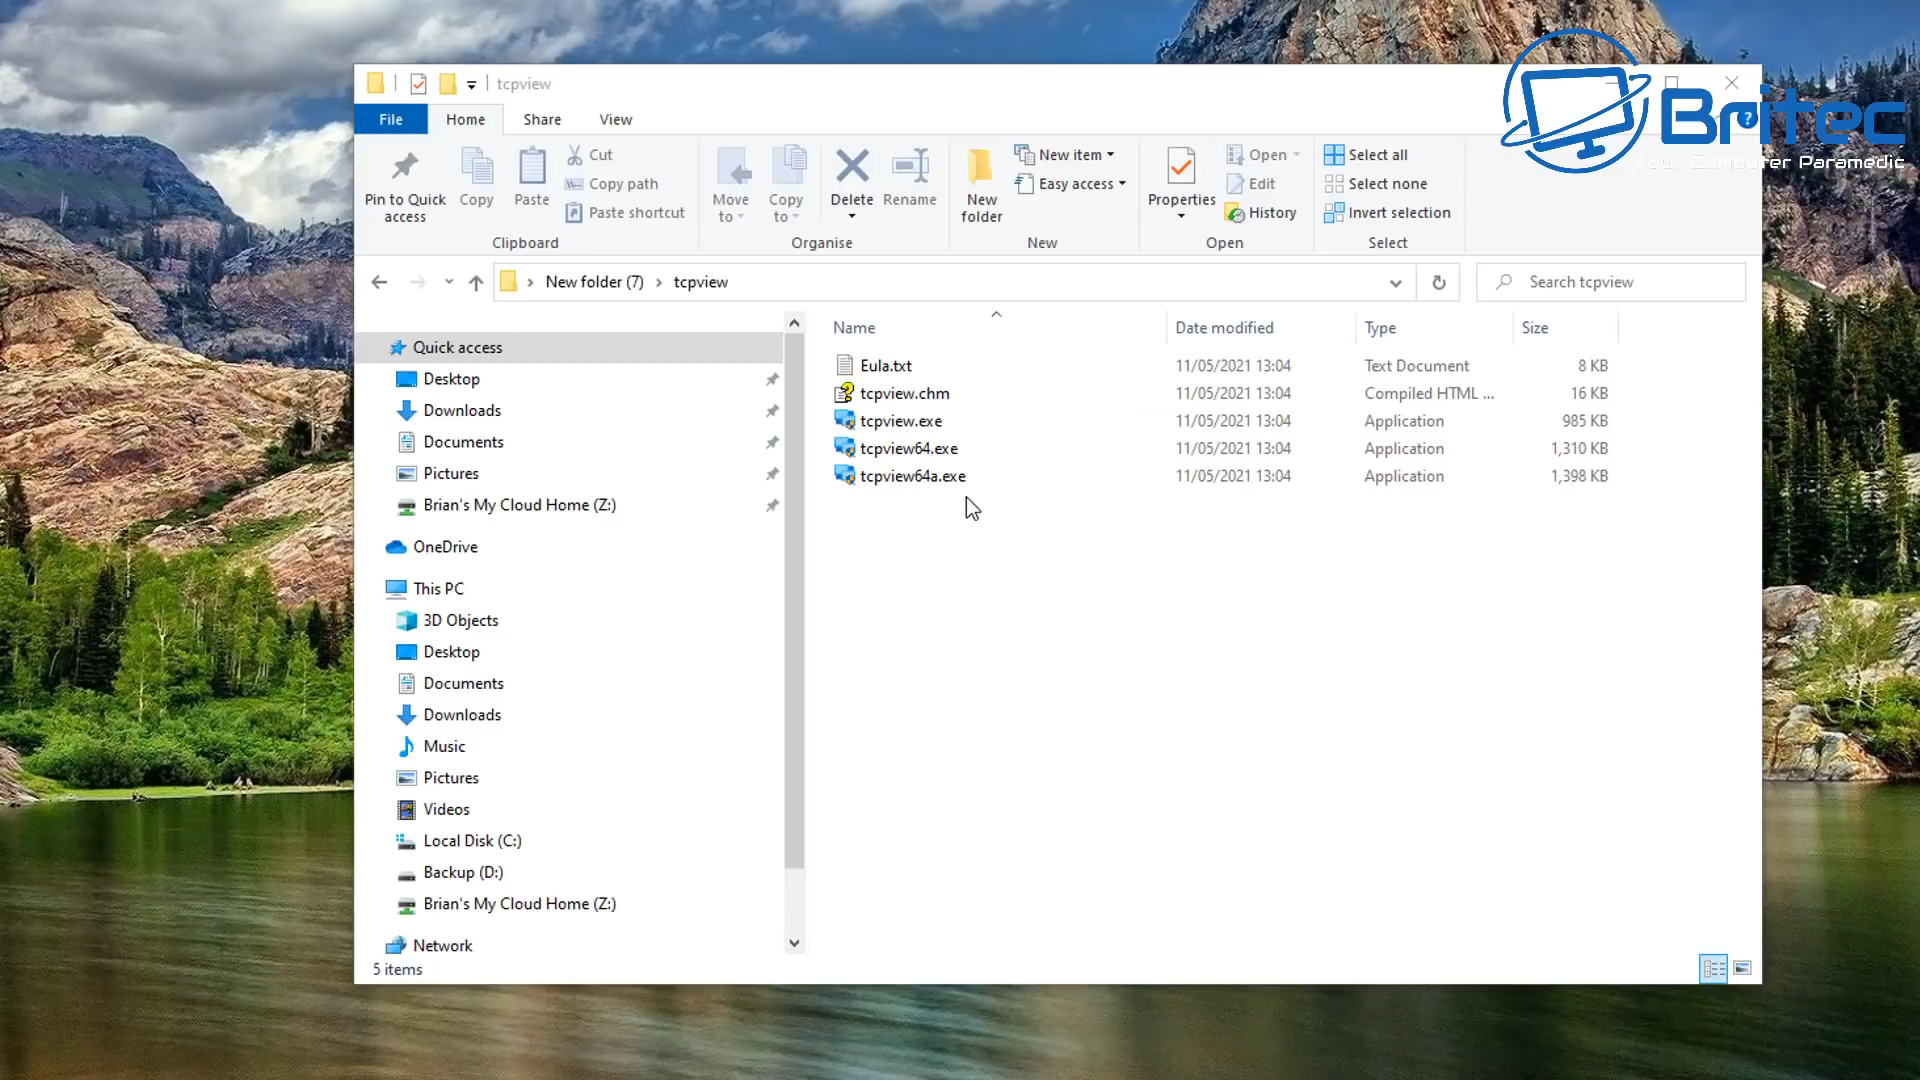 tcpview
Britec
Your Computer Paramedic
File Home Share View
Pin to Quick access
Copy
Paste
Cut
Copy path
Paste shortcut
Clipboard
Move to
Copy to
Delete
Rename
Organise
New folder
New item
Easy access
New
Properties
Open
Edit
History
Open
Select all
Select none
Invert selection
Select
New folder (7) › tcpview
Search tcpview
Quick access
Desktop
Downloads
Documents
Pictures
Brian's My Cloud Home (Z:)
OneDrive
This PC
3D Objects
Desktop
Documents
Downloads
Music
Pictures
Videos
Local Disk (C:)
Backup (D:)
Brian's My Cloud Home (Z:)
Network
Name Date modified Type Size
Eula.txt 11/05/2021 13:04 Text Document 8 KB
tcpview.chm 11/05/2021 13:04 Compiled HTML ... 16 KB
tcpview.exe 11/05/2021 13:04 Application 985 KB
tcpview64.exe 11/05/2021 13:04 Application 1,310 KB
tcpview64a.exe 11/05/2021 13:04 Application 1,398 KB
5 items